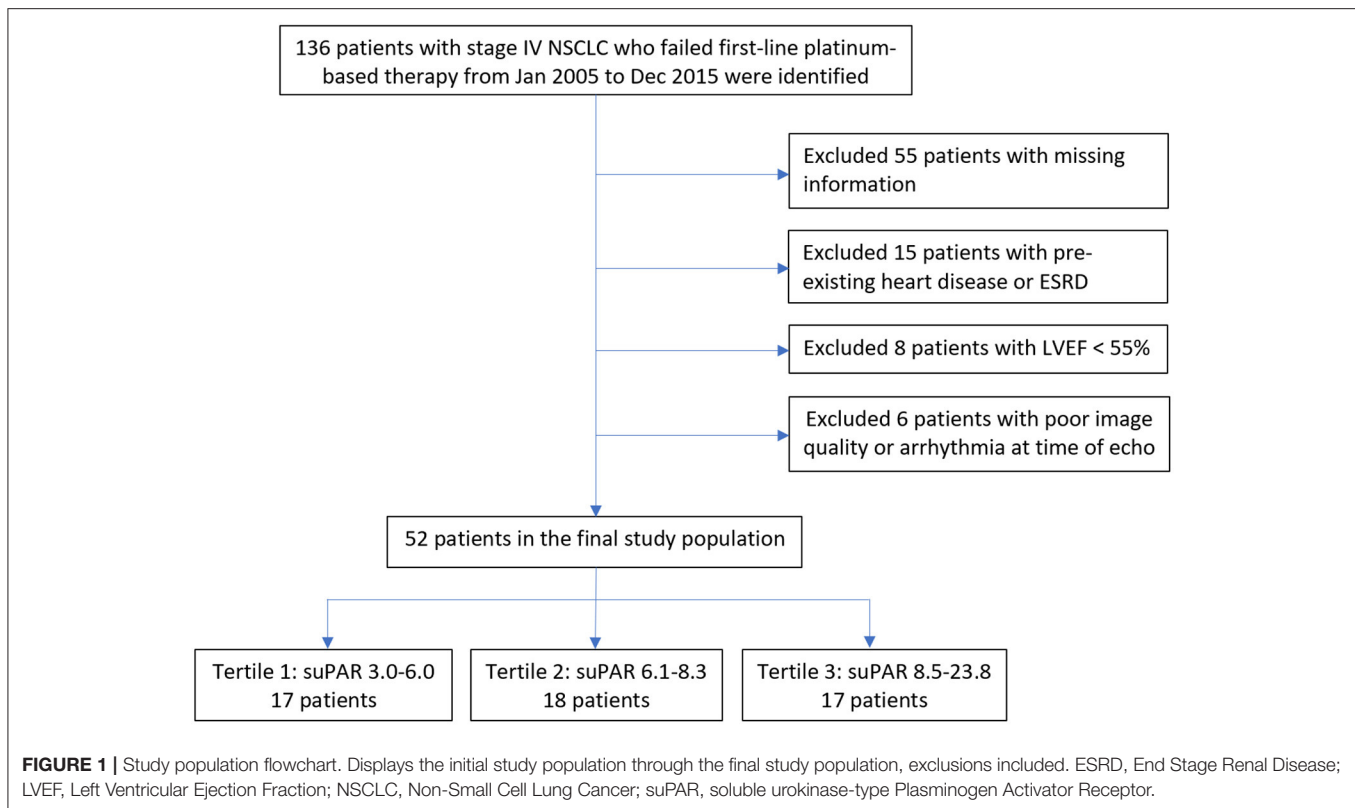 136 patients with stage IV NSCLC who failed first-line platinum-
based therapy from Jan 2005 to Dec 2015 were identified
Excluded 55 patients with missing
information
Excluded 15 patients with pre-
existing heart disease or ESRD
Excluded 8 patients with LVEF < 55%
Excluded 6 patients with poor image
quality or arrhythmia at time of echo
52 patients in the final study population
Tertile 1: suPAR 3.0-6.0
17 patients
Tertile 2: suPAR 6.1-8.3
18 patients
Tertile 3: suPAR 8.5-23.8
17 patients
FIGURE 1 | Study population flowchart. Displays the initial study population through the final study population, exclusions included. ESRD, End Stage Renal Disease;
LVEF, Left Ventricular Ejection Fraction; NSCLC, Non-Small Cell Lung Cancer; suPAR, soluble urokinase-type Plasminogen Activator Receptor.